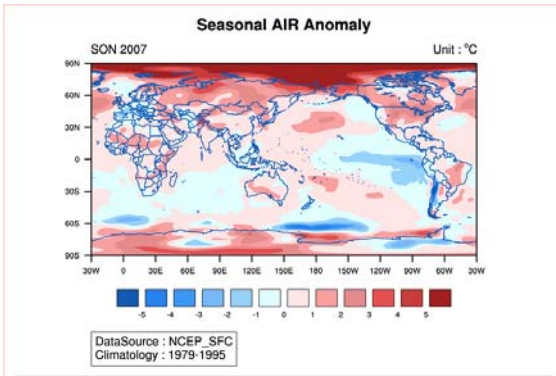 Seasonal AIR Anomaly
SON 2007 Unit : °C
90N
60N
30N
0
30S
60S
90S
30W 0 30E 60E 90E 120E 150E 180 150W 120W 90W 60W 30W
-5 -4 -3 -2 -1 0 1 2 3 4 5
DataSource : NCEP_SFC
Climatology : 1979-1995